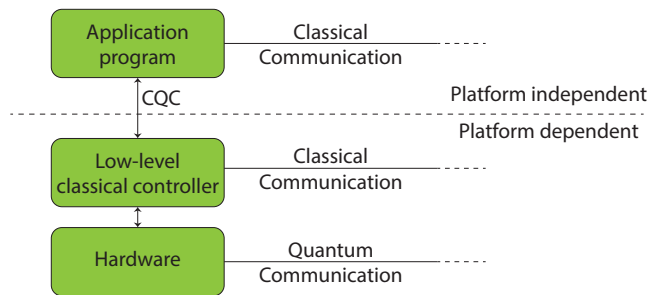 Application
program
Classical
Communication
CQC
Platform independent
Platform dependent
Low-level
classical controller
Classical
Communication
Hardware
Quantum
Communication